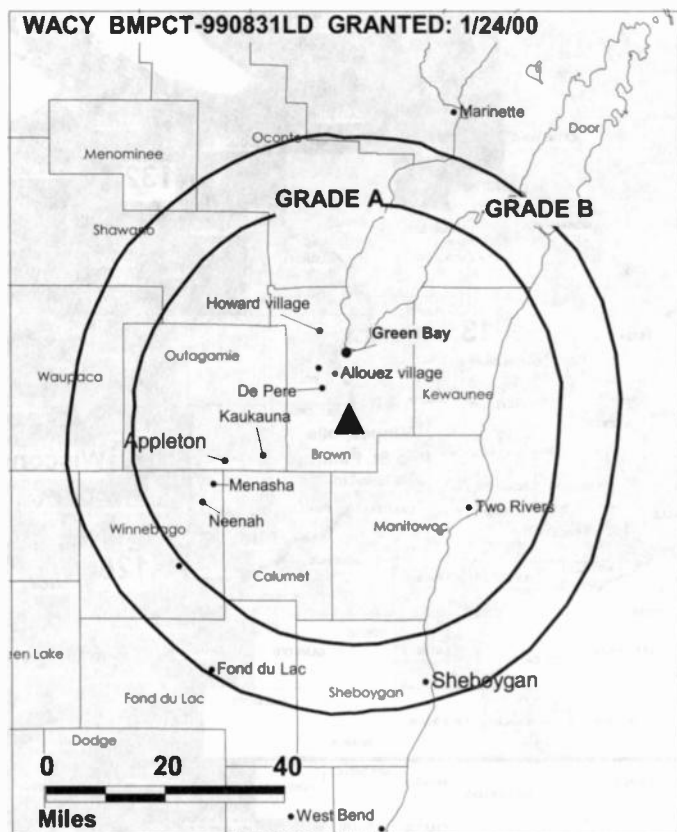 WACY BMPCT-990831LD GRANTED: 1/24/00
Marinette
Door
Oconto
Menominee
GRADE A
GRADE B
Shawano
Howard village
Green Bay
Outagamie
Allouez village
Waupaca
De Pere
Kewaunee
Kaukauna
Appleton
Brown
Menasha
Two Rivers
Neenah
Winnebago
Manitowoc
Calumet
een Lake
Fond du Lac
Sheboygan
Sheboygan
Fond du Lac
Dodge
0 20 40
Miles
West Bend